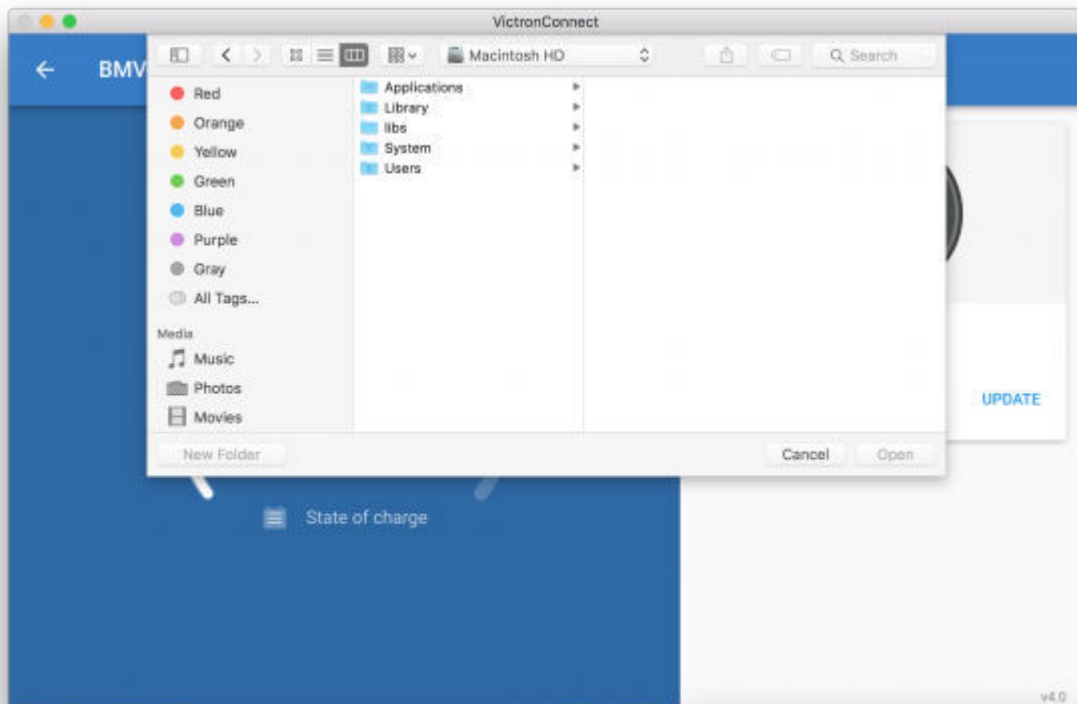 VictronConnect
BMV
Macintosh HD
Search
Red
Orange
Yellow
Green
Blue
Purple
Gray
All Tags...
Media
Music
Photos
Movies
Applications
Library
libs
System
Users
UPDATE
New Folder
Cancel
Open
State of charge
v4.0